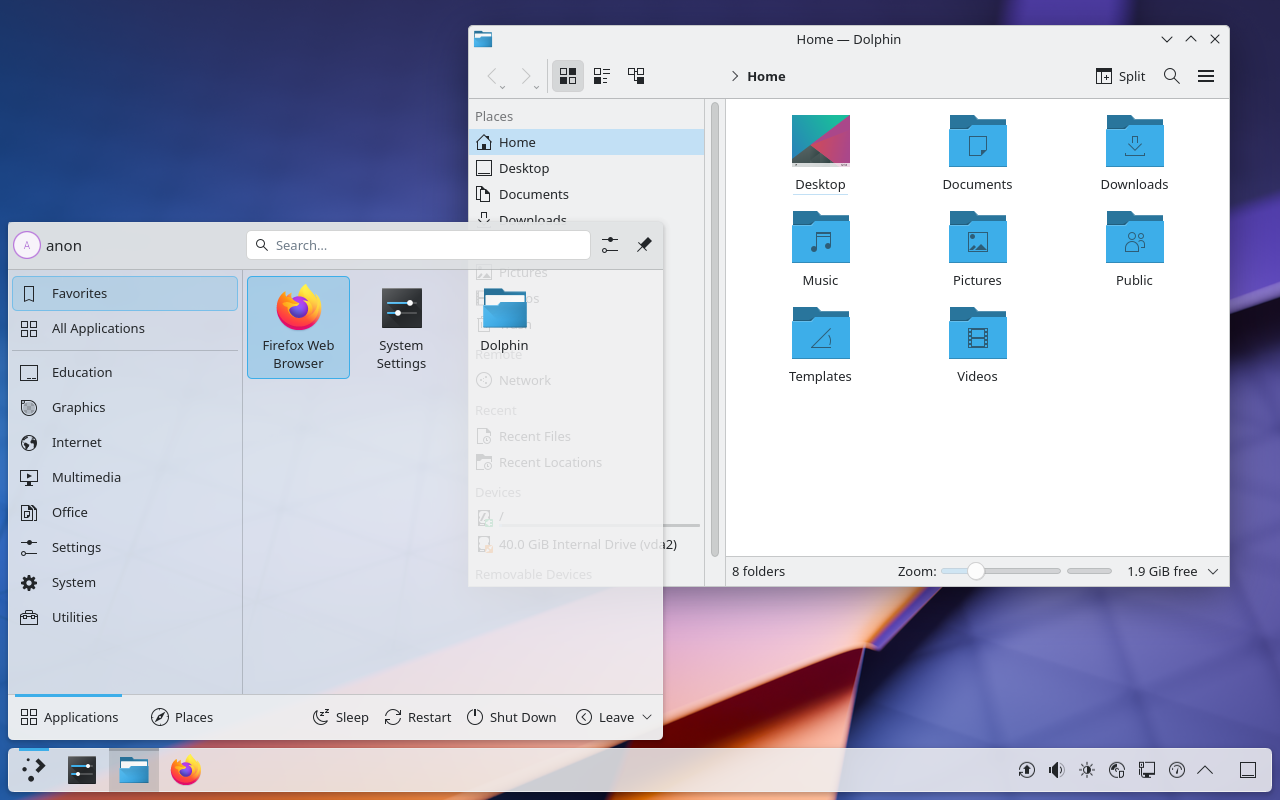 Home — Dolphin
Home
Split
Places
Home
Desktop
Documents
Downloads
Pictures
Remote
Network
Recent
Recent Files
Recent Locations
Devices
/
40.0 GiB Internal Drive (vda2)
Removable Devices
Desktop
Documents
Downloads
Music
Pictures
Public
Templates
Videos
8 folders
Zoom:
1.9 GiB free
A
anon
Search...
Favorites
All Applications
Education
Graphics
Internet
Multimedia
Office
Settings
System
Utilities
Firefox Web
Browser
System
Settings
Dolphin
Applications
Places
Sleep
Restart
Shut Down
Leave